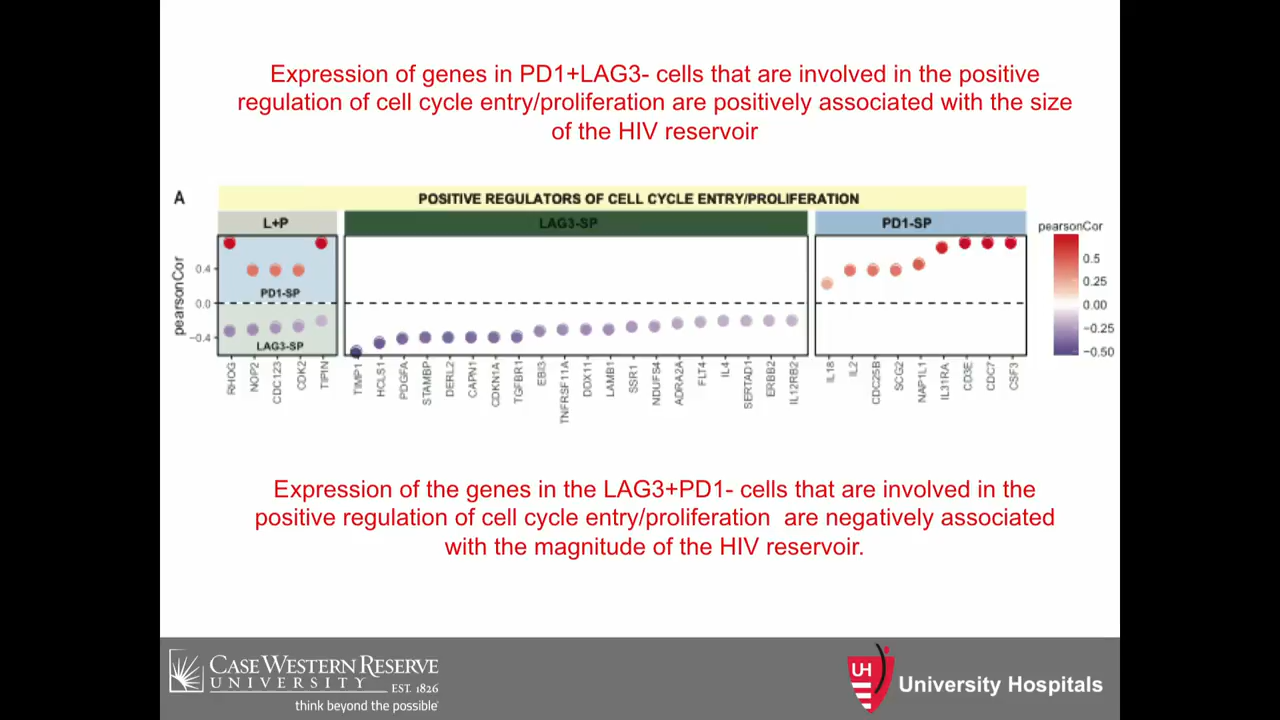 Expression of genes in PD1+LAG3- cells that are involved in the positive
regulation of cell cycle entry/proliferation are positively associated with the size
of the HIV reservoir
A
POSITIVE REGULATORS OF CELL CYCLE ENTRY/PROLIFERATION
L+P
LAG3-SP
PD1-SP
pearsonCor
0.4
0.0
−0.4
PD1-SP
LAG3-SP
pearsonCor
0.5
0.25
0.00
−0.25
−0.50
RHOG
NOP2
CDC123
CDK2
TIPIN
TIMP1
HCLS1
PDGFA
STAMBP
DERL2
CAPN1
CDKN1A
TGFBR1
EBI3
TNFRSF11A
DDX11
LAMB1
SSR1
NDUFS4
ADRA2A
FLT4
IL4
SERTAD1
ERBB2
IL12RB2
IL18
IL2
CDC25B
SCG2
NAP1L1
IL31RA
CD3E
CDC7
CSF3
Expression of the genes in the LAG3+PD1- cells that are involved in the
positive regulation of cell cycle entry/proliferation are negatively associated
with the magnitude of the HIV reservoir.
CASE WESTERN RESERVE
UNIVERSITY EST. 1826
think beyond the possible
UH
University Hospitals